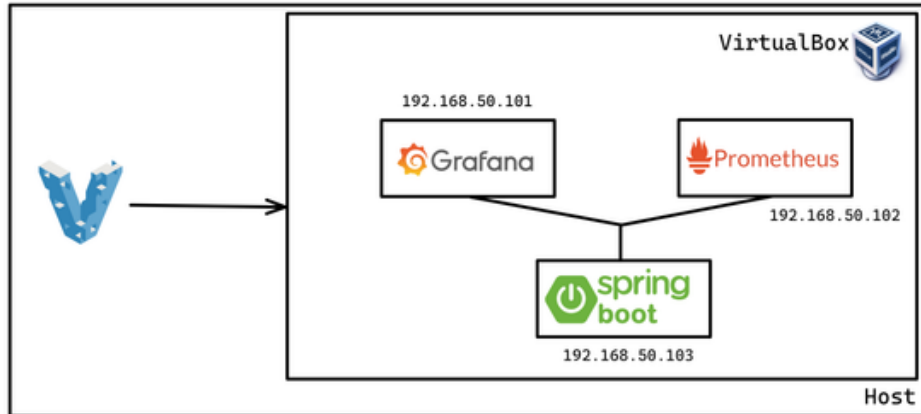 VirtualBox
192.168.50.101
Grafana
Prometheus
192.168.50.102
spring
boot
192.168.50.103
Host